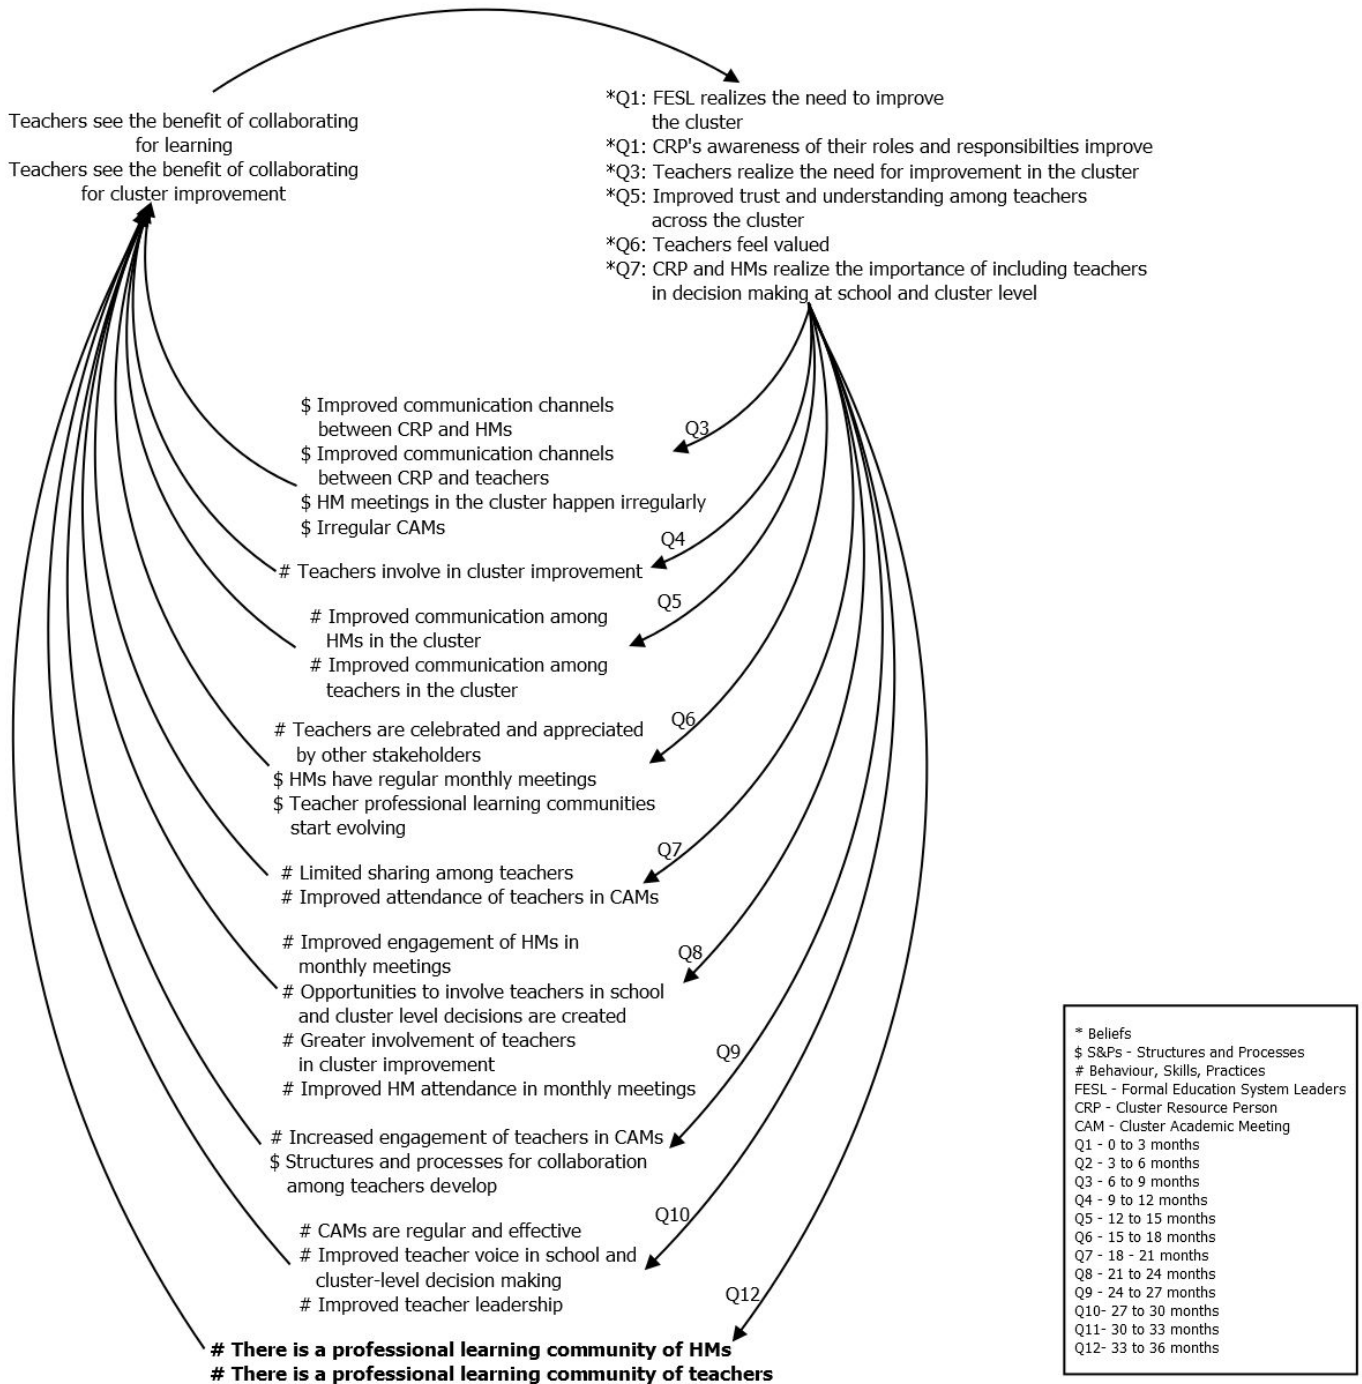 Teachers see the benefit of collaborating
for learning
Teachers see the benefit of collaborating
for cluster improvement
*Q1: FESL realizes the need to improve
the cluster
*Q1: CRP's awareness of their roles and responsibilties improve
*Q3: Teachers realize the need for improvement in the cluster
*Q5: Improved trust and understanding among teachers
across the cluster
*Q6: Teachers feel valued
*Q7: CRP and HMs realize the importance of including teachers
in decision making at school and cluster level
$ Improved communication channels
between CRP and HMs
$ Improved communication channels
between CRP and teachers
$ HM meetings in the cluster happen irregularly
$ Irregular CAMs
Q3
# Teachers involve in cluster improvement
Q4
# Improved communication among
HMs in the cluster
# Improved communication among
teachers in the cluster
Q5
# Teachers are celebrated and appreciated
by other stakeholders
$ HMs have regular monthly meetings
$ Teacher professional learning communities
start evolving
Q6
# Limited sharing among teachers
# Improved attendance of teachers in CAMs
Q7
# Improved engagement of HMs in
monthly meetings
# Opportunities to involve teachers in school
and cluster level decisions are created
# Greater involvement of teachers
in cluster improvement
# Improved HM attendance in monthly meetings
Q8
# Increased engagement of teachers in CAMs
$ Structures and processes for collaboration
among teachers develop
Q9
# CAMs are regular and effective
# Improved teacher voice in school and
cluster-level decision making
# Improved teacher leadership
Q10
# There is a professional learning community of HMs
# There is a professional learning community of teachers
Q12
* Beliefs
$ S&Ps - Structures and Processes
# Behaviour, Skills, Practices
FESL - Formal Education System Leaders
CRP - Cluster Resource Person
CAM - Cluster Academic Meeting
Q1 - 0 to 3 months
Q2 - 3 to 6 months
Q3 - 6 to 9 months
Q4 - 9 to 12 months
Q5 - 12 to 15 months
Q6 - 15 to 18 months
Q7 - 18 - 21 months
Q8 - 21 to 24 months
Q9 - 24 to 27 months
Q10- 27 to 30 months
Q11- 30 to 33 months
Q12- 33 to 36 months